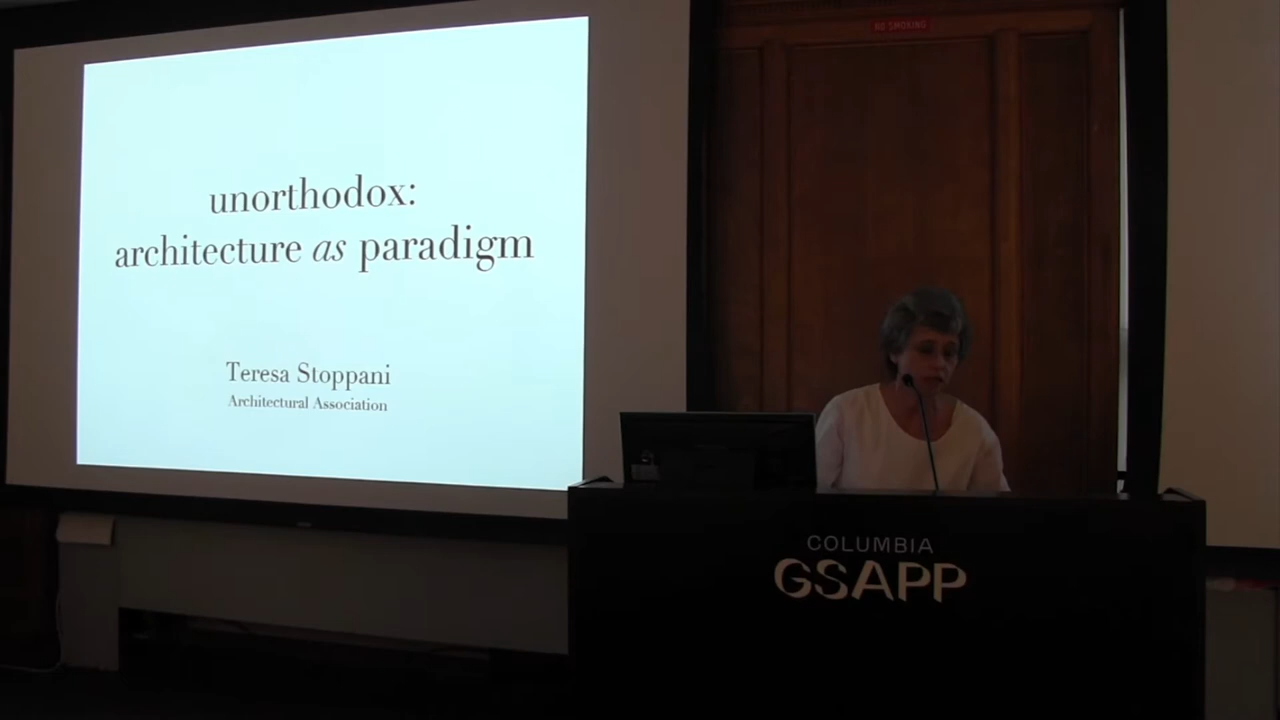 unorthodox:
architecture as paradigm
Teresa Stoppani
Architectural Association
NO SMOKING
COLUMBIA
GSAPP